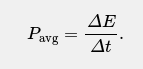 P_avg = ΔE / Δt.